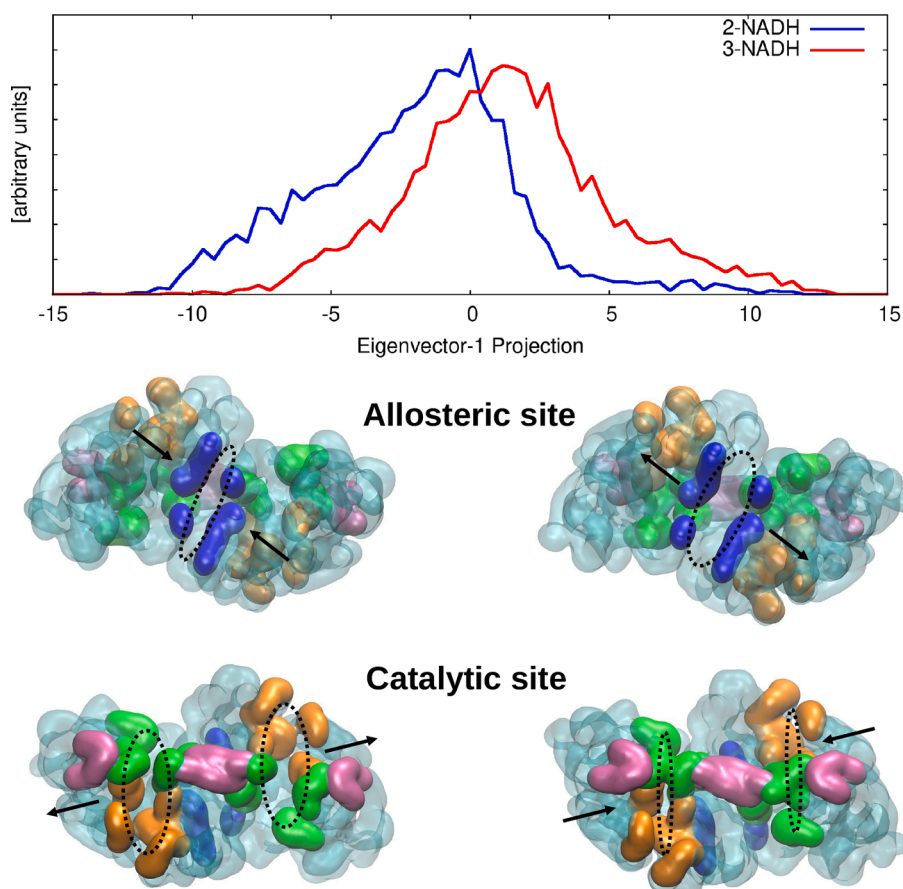 2-NADH
3-NADH
[arbitrary units]
-15 -10 -5 0 5 10 15
Eigenvector-1 Projection
Allosteric site
Catalytic site